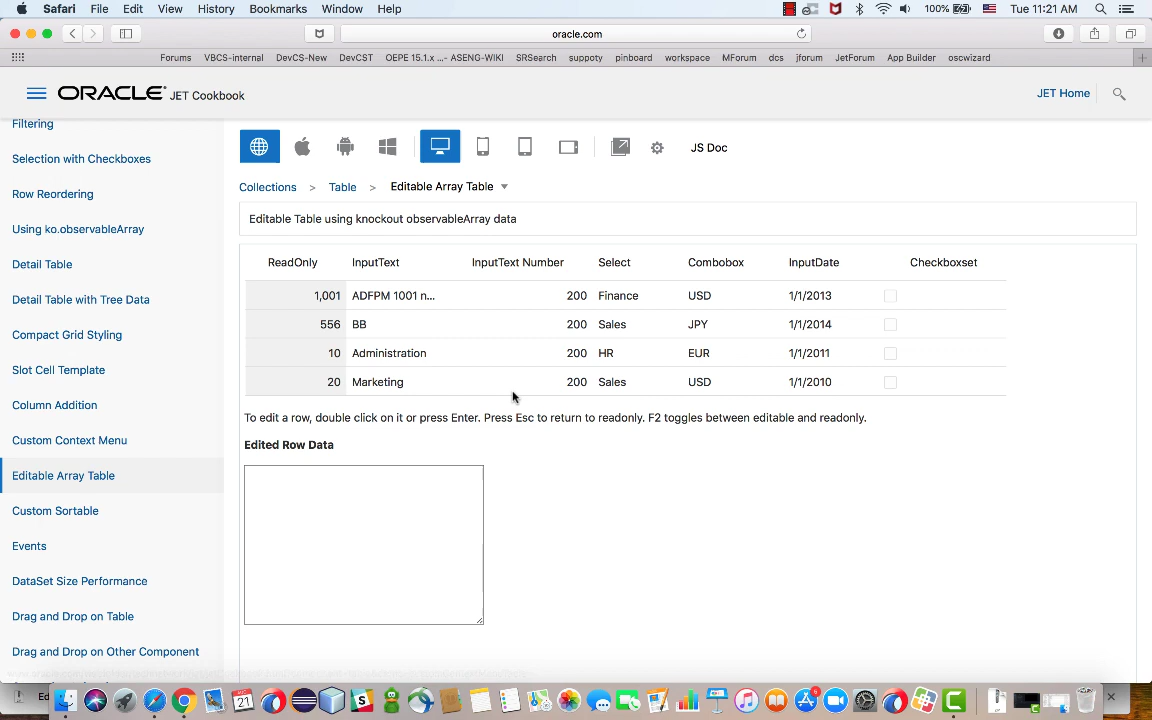 Safari File Edit View History Bookmarks Window Help 100% Tue 11:21 AM
oracle.com
Forums VBCS-internal DevCS-New DevCST OEPE 15.1.x ...- ASENG-WIKI SRSearch suppoty pinboard workspace MForum dcs jforum JetForum App Builder oscwizard
ORACLE JET Cookbook JET Home
Filtering
Selection with Checkboxes
Row Reordering
Using ko.observableArray
Detail Table
Detail Table with Tree Data
Compact Grid Styling
Slot Cell Template
Column Addition
Custom Context Menu
Editable Array Table
Custom Sortable
Events
DataSet Size Performance
Drag and Drop on Table
Drag and Drop on Other Component
JS Doc
Collections > Table > Editable Array Table
Editable Table using knockout observableArray data
ReadOnly InputText InputText Number Select Combobox InputDate Checkboxset
1,001 ADFPM 1001 n... 200 Finance USD 1/1/2013
556 BB 200 Sales JPY 1/1/2014
10 Administration 200 HR EUR 1/1/2011
20 Marketing 200 Sales USD 1/1/2010
To edit a row, double click on it or press Enter. Press Esc to return to readonly. F2 toggles between editable and readonly.
Edited Row Data
Ed